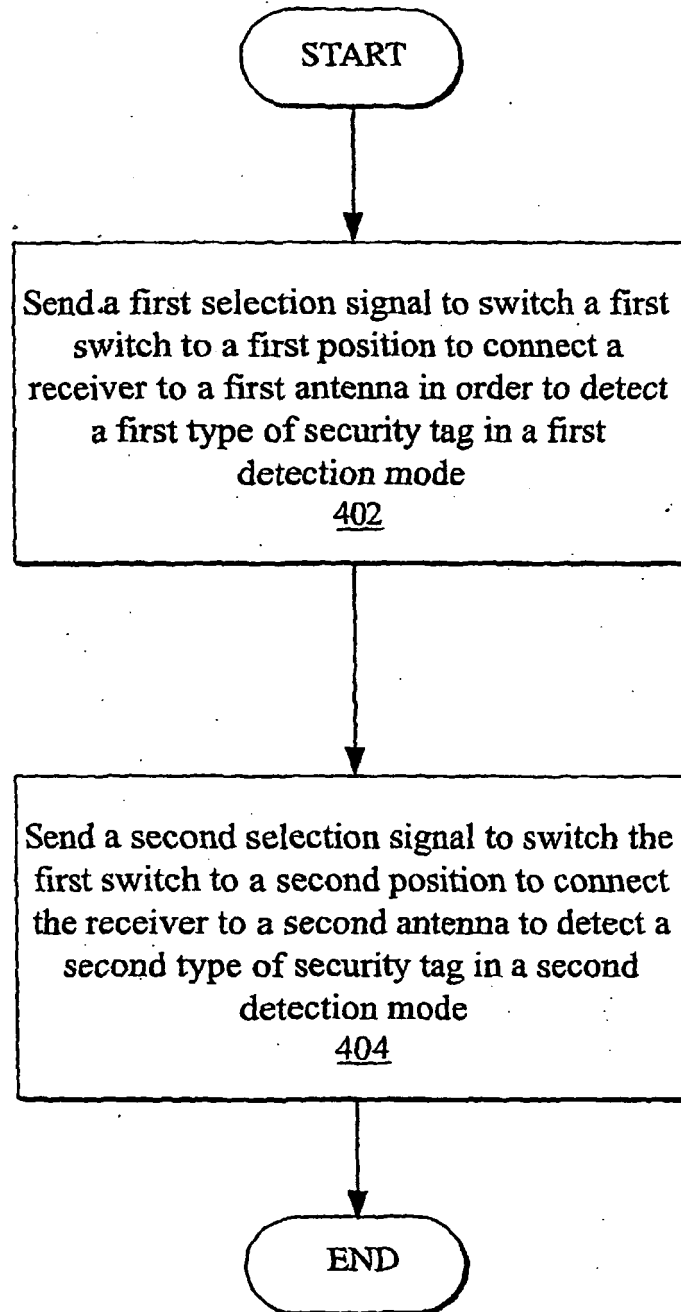 START
Send a first selection signal to switch a first
switch to a first position to connect a
receiver to a first antenna in order to detect
a first type of security tag in a first
detection mode
402
Send a second selection signal to switch the
first switch to a second position to connect
the receiver to a second antenna to detect a
second type of security tag in a second
detection mode
404
END